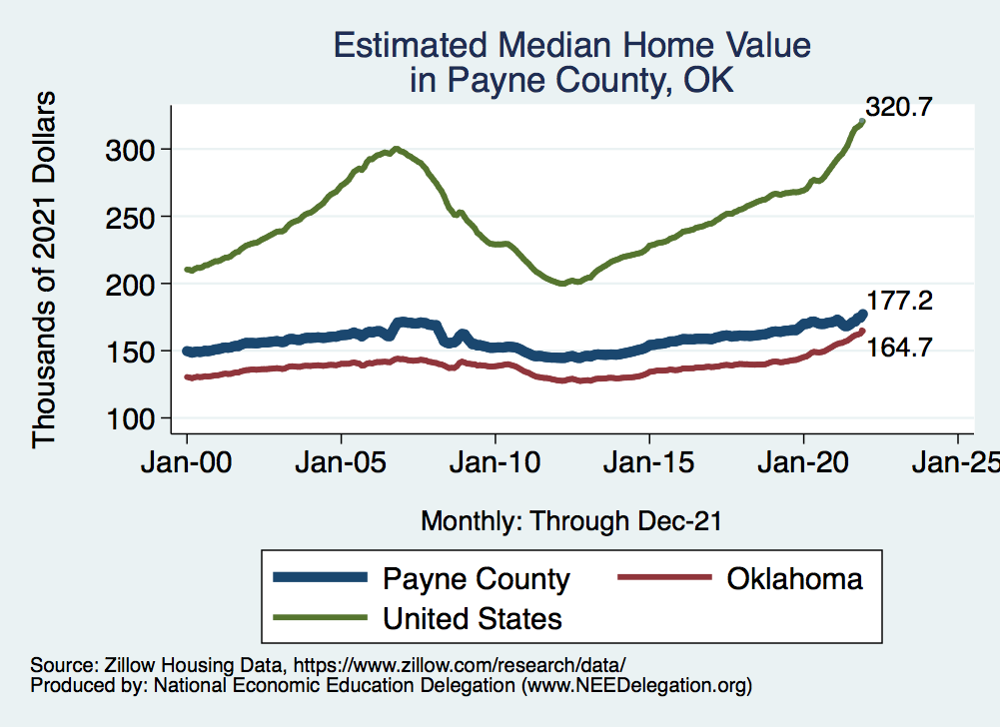 Estimated Median Home Value
in Payne County, OK
Thousands of 2021 Dollars
300
250
200
150
100
320.7
177.2
164.7
Jan-00 Jan-05 Jan-10 Jan-15 Jan-20 Jan-25
Monthly: Through Dec-21
Payne County Oklahoma
United States
Source: Zillow Housing Data, https://www.zillow.com/research/data/
Produced by: National Economic Education Delegation (www.NEEDelegation.org)